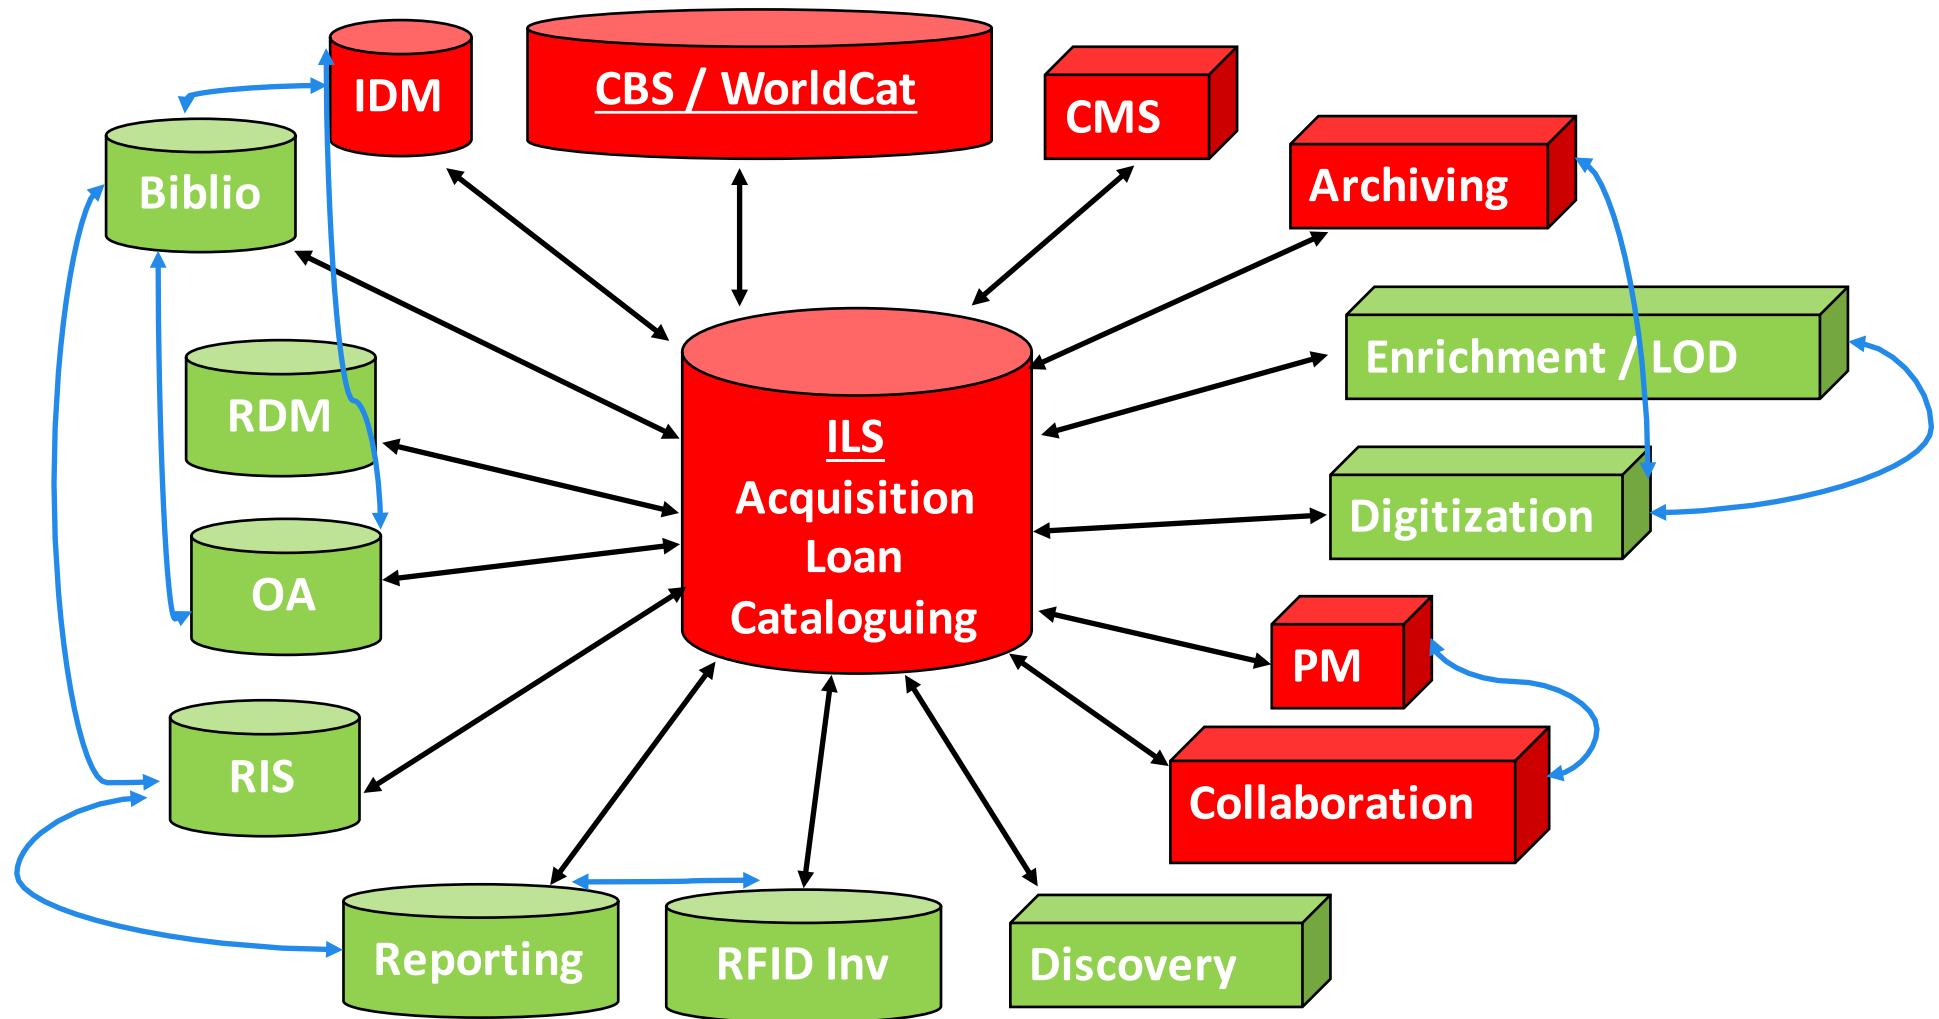 IDM
CBS / WorldCat
CMS
Archiving
Biblio
Enrichment / LOD
RDM
ILS
Acquisition
Loan
Cataloguing
Digitization
OA
PM
RIS
Collaboration
Reporting
RFID Inv
Discovery